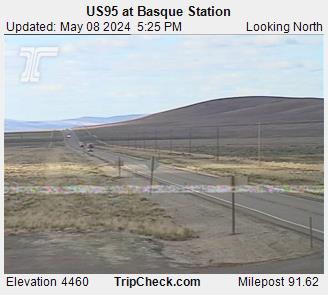 US95 at Basque Station
Updated: May 08 2024 5:25 PM Looking North
Elevation 4460 TripCheck.com Milepost 91.62